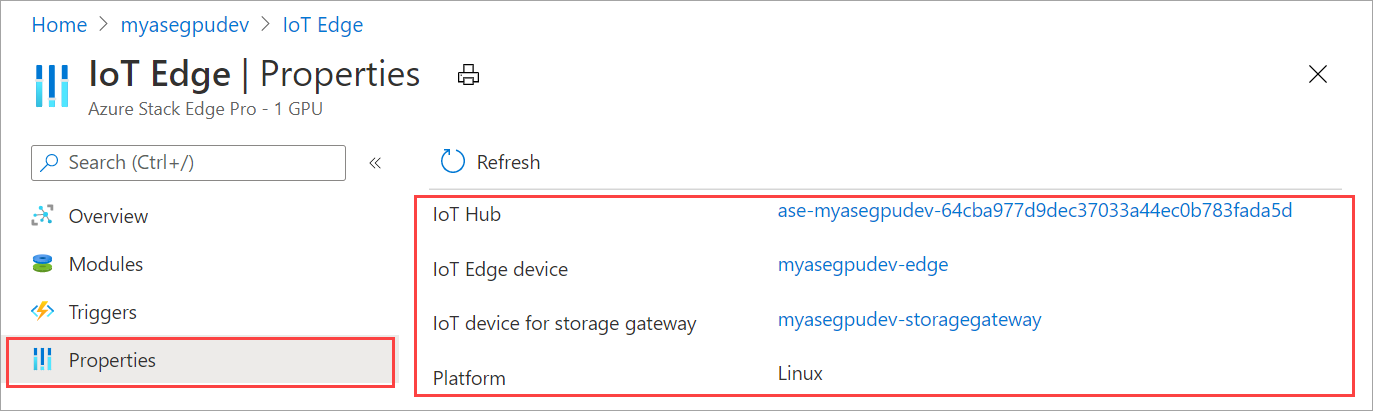 Home > myasegpudev > IoT Edge
IoT Edge | Properties
Azure Stack Edge Pro - 1 GPU
Search (Ctrl+/)
«
Overview
Modules
Triggers
Properties
Refresh
IoT Hub ase-myasegpudev-64cba977d9dec37033a44ec0b783fada5d
IoT Edge device myasegpudev-edge
IoT device for storage gateway myasegpudev-storagegateway
Platform Linux